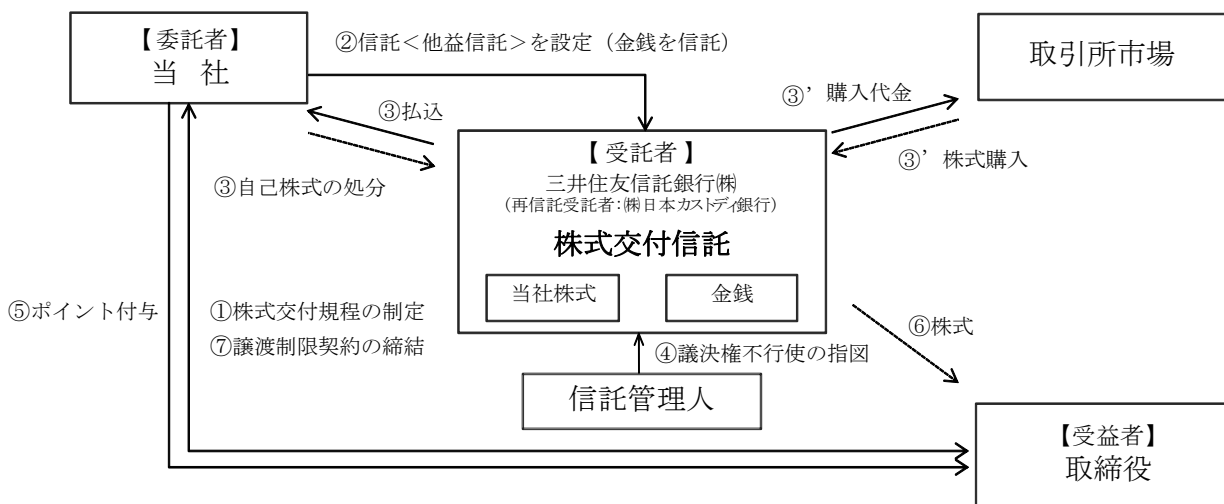 【委託者】
当 社
②信託＜他益信託＞を設定（金銭を信託）
取引所市場
③払込
③自己株式の処分
③’購入代金
③’株式購入
【受託者】
三井住友信託銀行㈱
(再信託受託者：㈱日本カストディ銀行)
株式交付信託
当社株式
金銭
⑤ポイント付与
①株式交付規程の制定
⑦譲渡制限契約の締結
④議決権不行使の指図
⑥株式
信託管理人
【受益者】
取締役